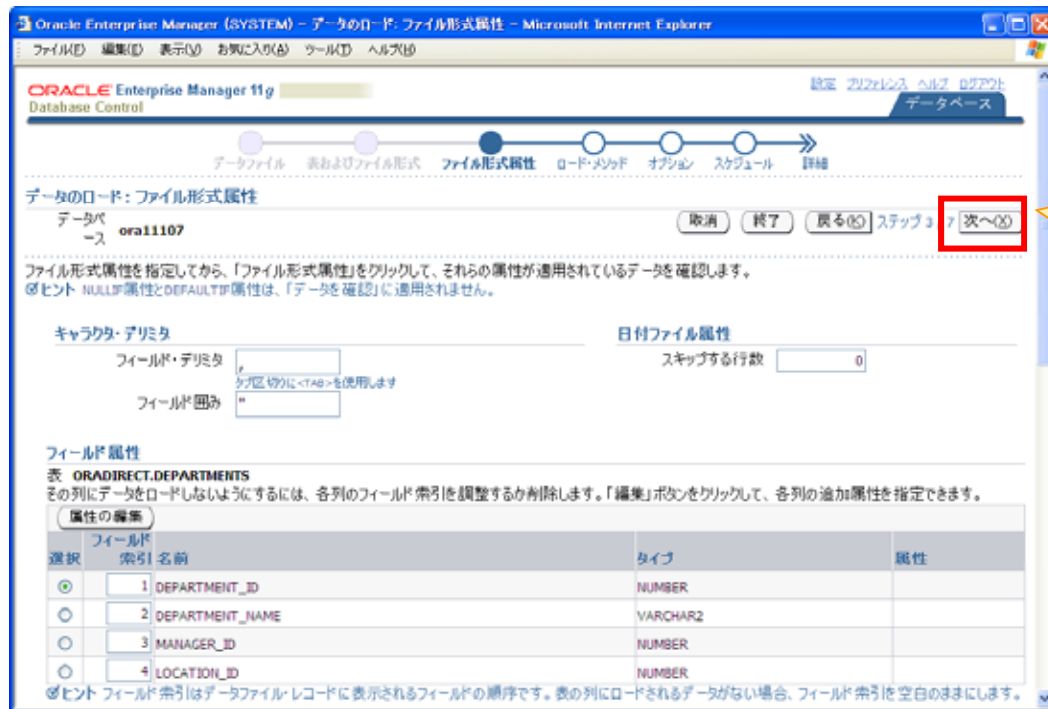 Oracle Enterprise Manager (SYSTEM) - データのロード: ファイル形式属性 - Microsoft Internet Explorer
ファイル(F) 編集(E) 表示(V) お気に入り(A) ツール(T) ヘルプ(H)
ORACLE Enterprise Manager 11g
Database Control
設定 プリファレンス ヘルプ ログアウト
データベース
データファイル 表およびファイル形式 ファイル形式属性 ロード・メソッド オプション スケジュール 詳細
データのロード: ファイル形式属性
データベース ora11107
取消 終了 戻る(K) ステップ 3 7 次へ(X)
ファイル形式属性を指定してから、「ファイル形式属性」をクリックして、それらの属性が適用されているデータを確認します。
ヒント NULLIF属性とDEFAULTIF属性は、「データを確認」に適用されません。
キャラクタ・デリミタ 日付ファイル属性
フィールド・デリミタ , スキップする行数 0
タブ区切りに<TAB>を使用します
フィールド囲み "
フィールド属性
表 ORADIRECT.DEPARTMENTS
その列にデータをロードしないようにするには、各列のフィールド索引を調整するか削除します。「編集」ボタンをクリックして、各列の追加属性を指定できます。
属性の編集
選択 フィールド索引 名前 タイプ 属性
1 DEPARTMENT_ID NUMBER
2 DEPARTMENT_NAME VARCHAR2
3 MANAGER_ID NUMBER
4 LOCATION_ID NUMBER
ヒント フィールド索引はデータファイル・レコードに表示されるフィールドの順序です。表の列にロードされるデータがない場合、フィールド索引を空白のままにします。